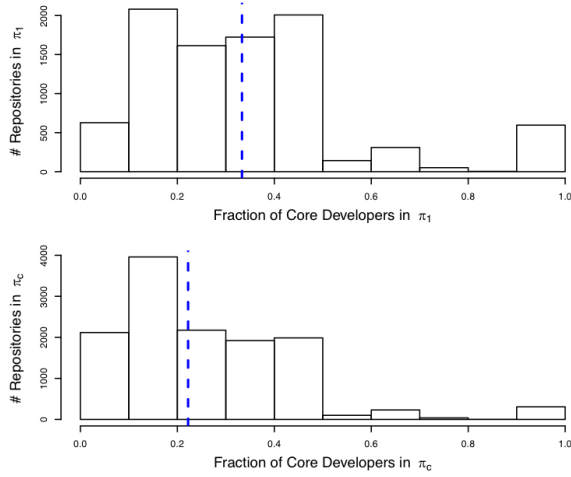 # Repositories in π1
0 500 1000 1500 2000
0.0 0.2 0.4 0.6 0.8 1.0
Fraction of Core Developers in π1
# Repositories in πc
0 1000 2000 3000 4000
0.0 0.2 0.4 0.6 0.8 1.0
Fraction of Core Developers in πc